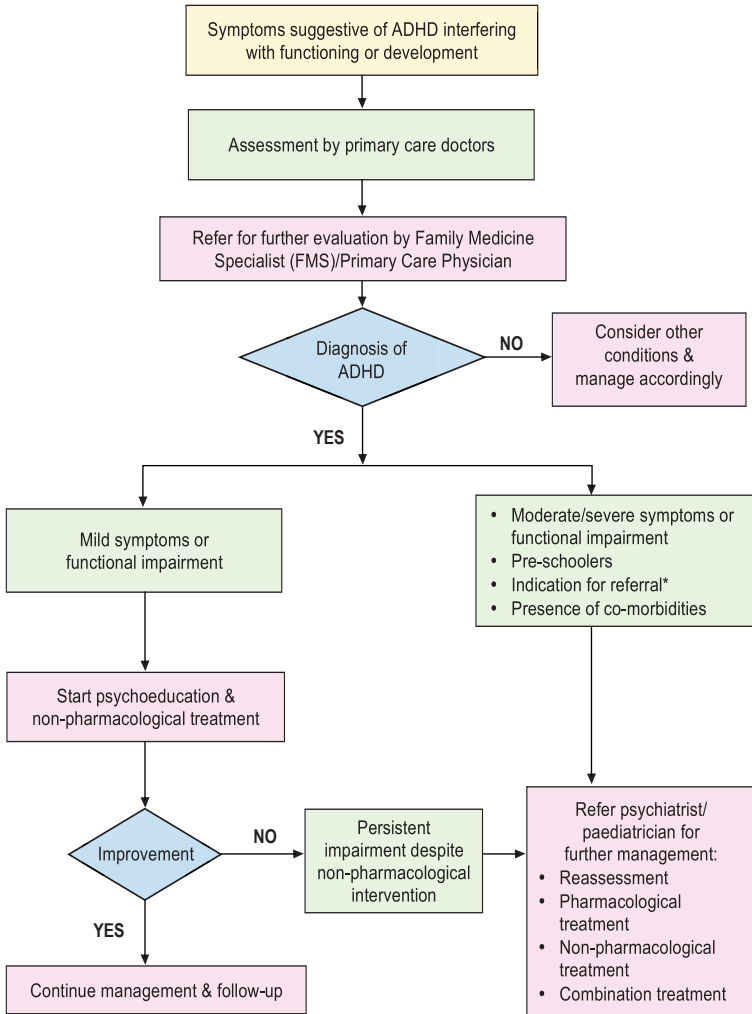 Symptoms suggestive of ADHD interfering
with functioning or development
Assessment by primary care doctors
Refer for further evaluation by Family Medicine
Specialist (FMS)/Primary Care Physician
Diagnosis of
ADHD
NO
Consider other
conditions &
manage accordingly
YES
Mild symptoms or
functional impairment
• Moderate/severe symptoms or
functional impairment
• Pre-schoolers
• Indication for referral*
• Presence of co-morbidities
Start psychoeducation &
non-pharmacological treatment
Improvement
NO
Persistent
impairment despite
non-pharmacological
intervention
Refer psychiatrist/
paediatrician for
further management:
• Reassessment
• Pharmacological
treatment
• Non-pharmacological
treatment
• Combination treatment
YES
Continue management & follow-up